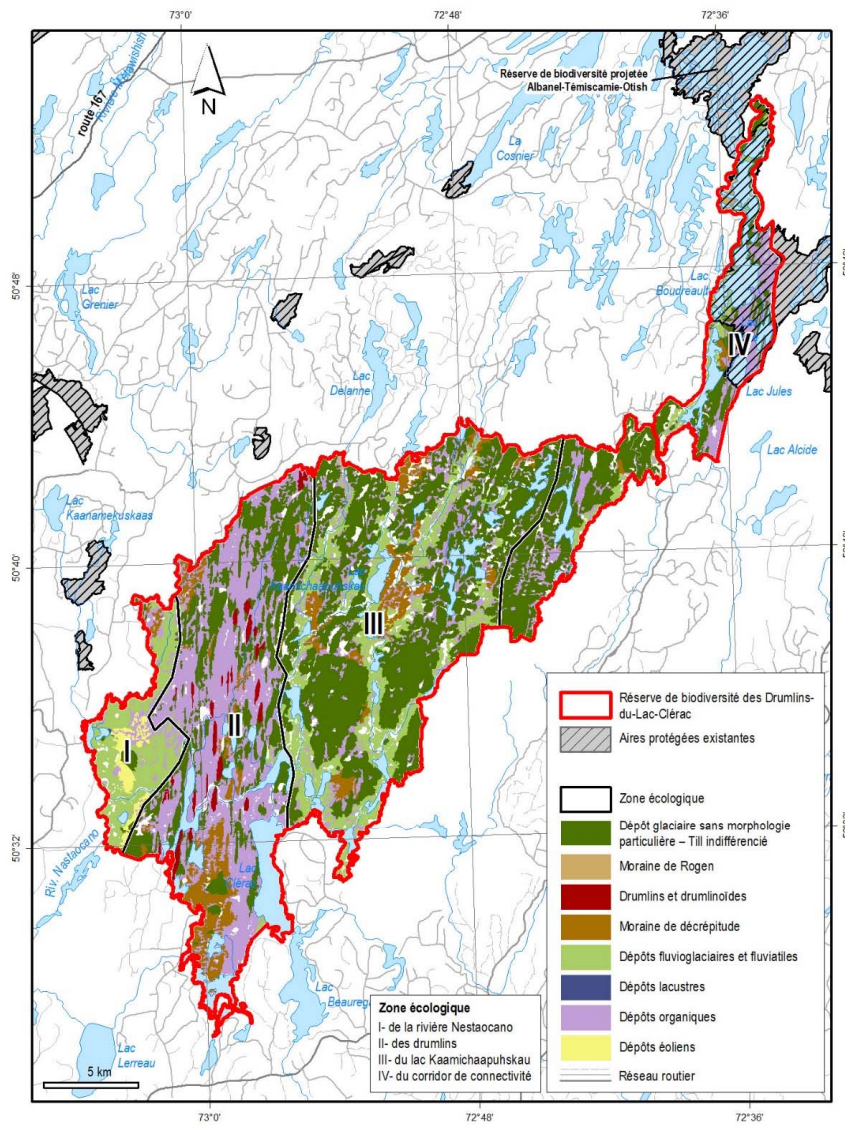 73°0'
72°48'
72°36'
Réserve de biodiversité projetée
Albanel-Témiscamie-Otish
route 167
N
La
Cosnier
50°48'
Lac
Grenier
Lac
Boudreault
Lac
Delanne
IV
Lac Jules
Lac Alcide
Lac
Kaanamekuskaas
50°40'
III
II
I
50°32'
Riv. Nastaocano
Lac
Clérac
Lac
Lac
Lerreau
5 km
Zone écologique
I- de la rivière Nestaocano
II- des drumlins
III- du lac Kaamichaapuhskau
IV- du corridor de connectivité
Réserve de biodiversité des Drumlins-
du-Lac-Clérac
Aires protégées existantes
Zone écologique
Dépôt glaciaire sans morphologie
particulière – Till indifférencié
Moraine de Rogen
Drumlins et drumlinoïdes
Moraine de décrépitude
Dépôts fluvioglaciaires et fluviatiles
Dépôts lacustres
Dépôts organiques
Dépôts éoliens
Réseau routier
73°0'
72°48'
72°36'